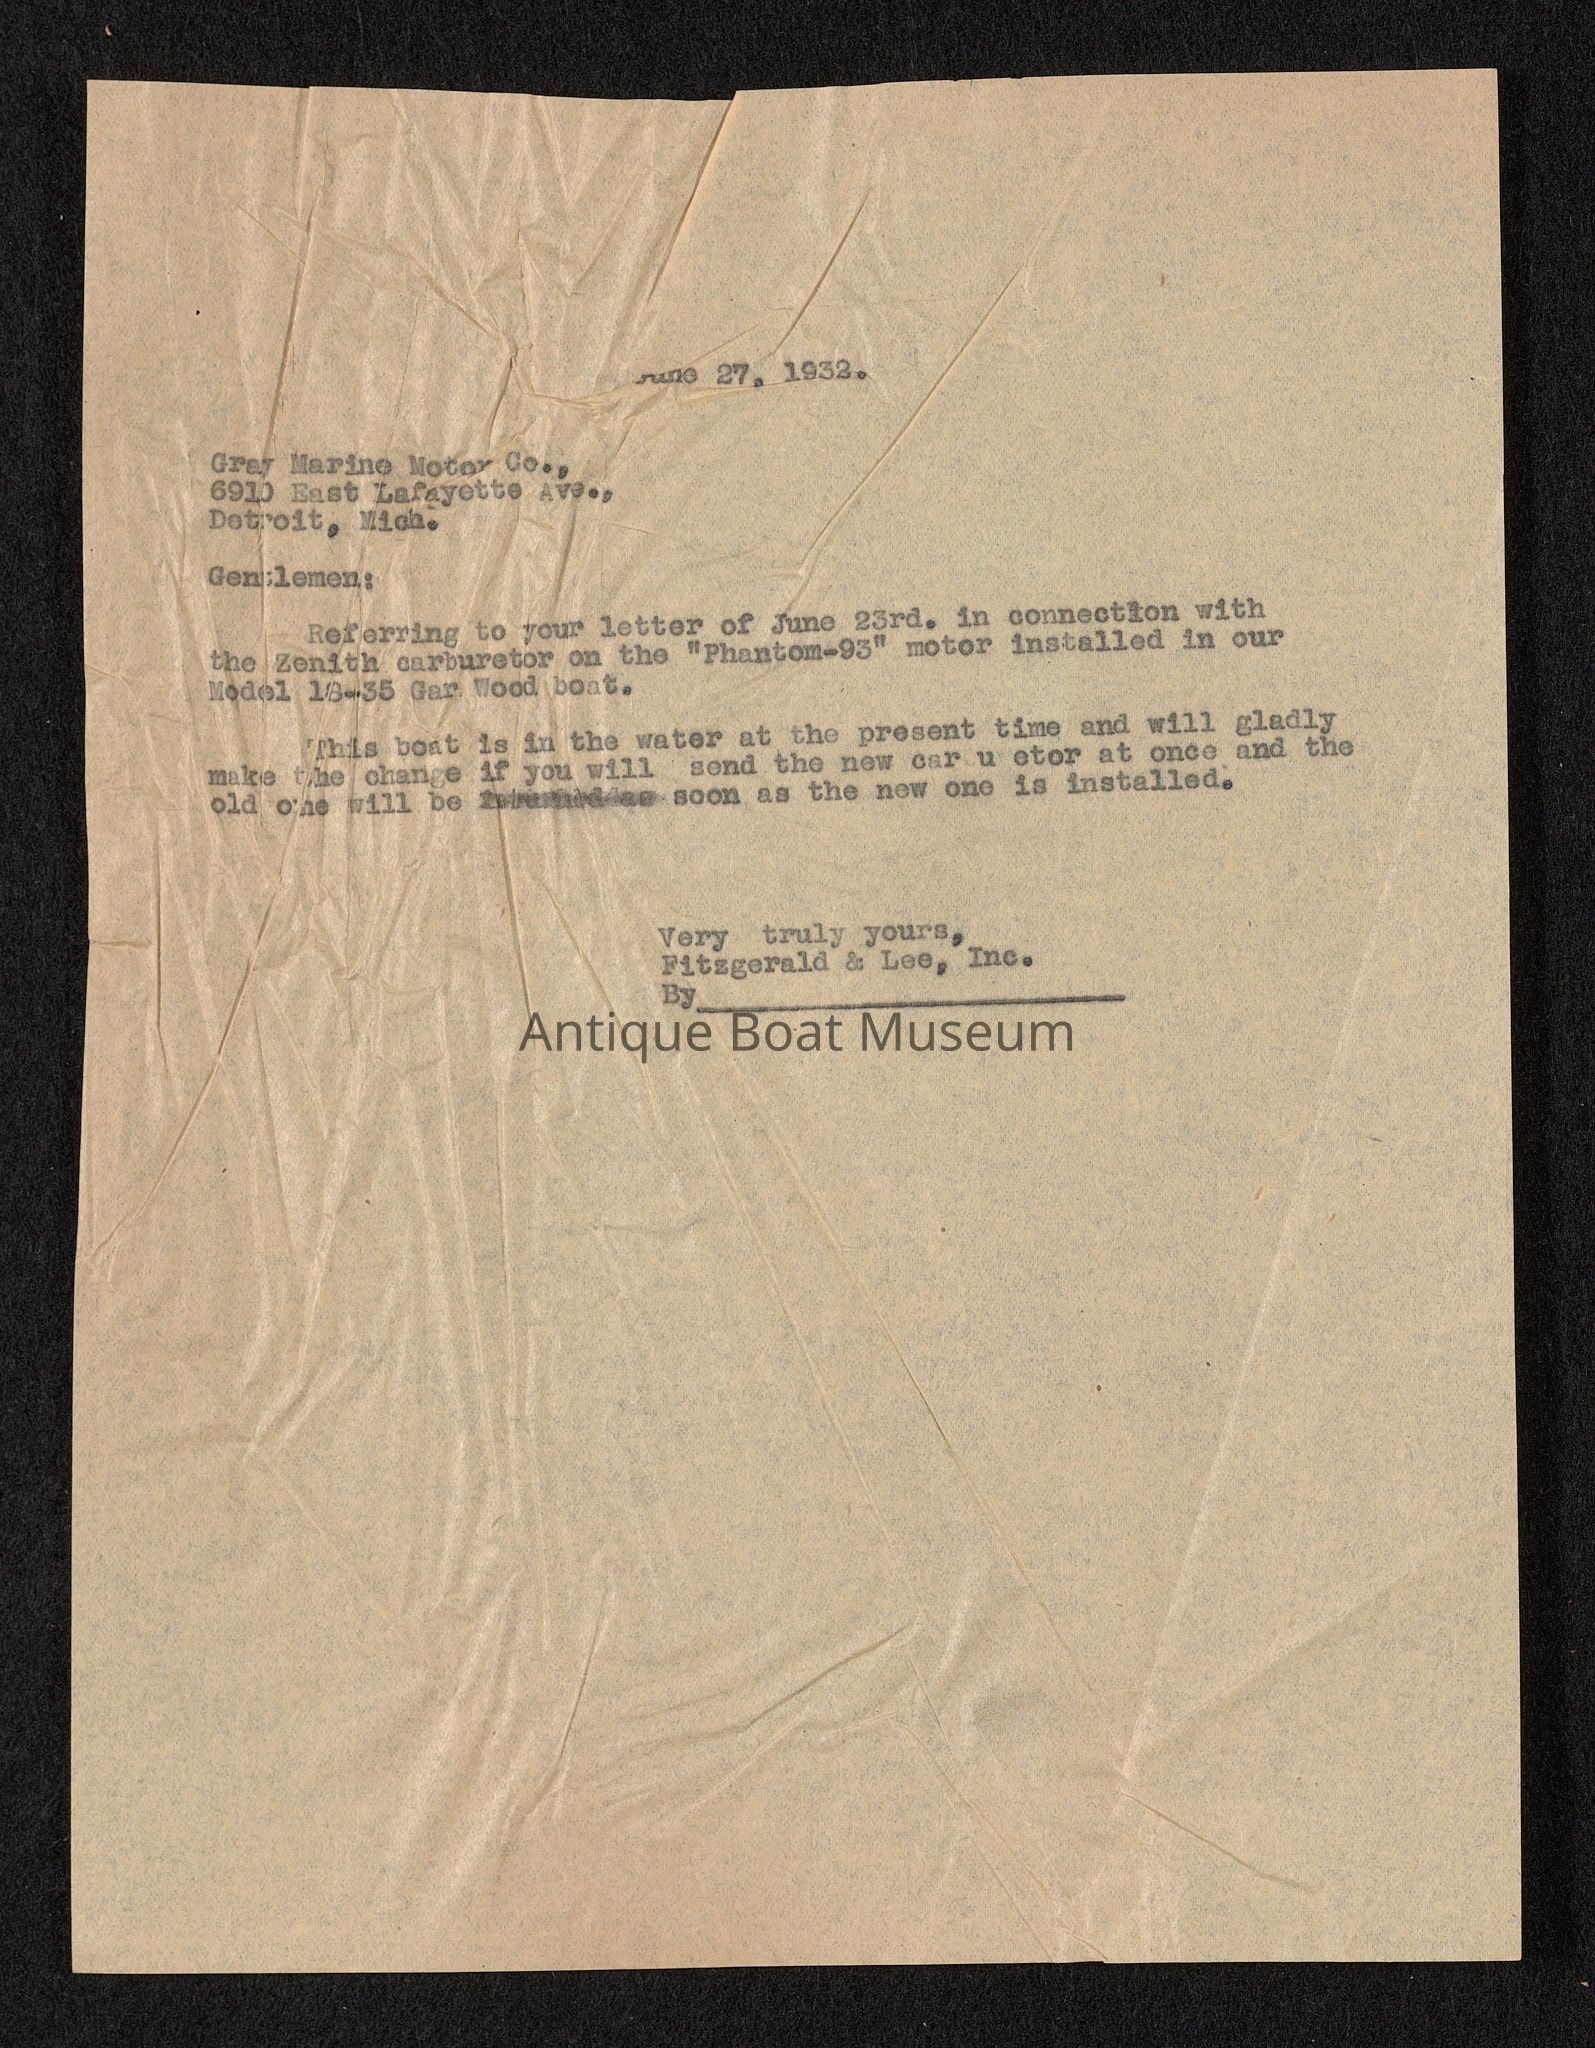 June 27, 1932.
Gray Marine Motor Co.,
6910 East Lafayette Ave.,
Detroit, Mich.
Gentlemen:
Referring to your letter of June 23rd. in connection with
the Zenith carburetor on the "Phantom-93" motor installed in our
Model 18-35 Gar Wood boat.
This boat is in the water at the present time and will gladly
make the change if you will send the new car u etor at once and the
old one will be as soon as the new one is installed.
Very truly yours,
Fitzgerald & Lee, Inc.
By
Antique Boat Museum